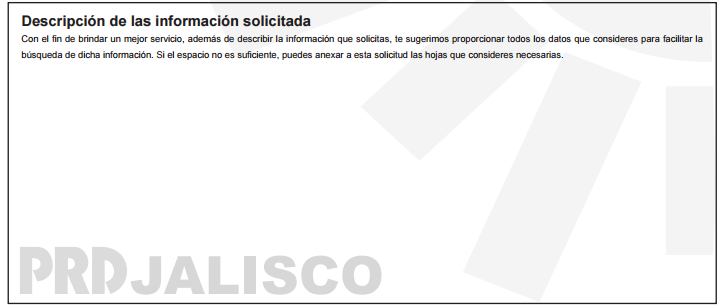 Descripción de las información solicitada
Con el fin de brindar un mejor servicio, además de describir la información que solicitas, te sugerimos proporcionar todos los datos que consideres para facilitar la
búsqueda de dicha información. Si el espacio no es suficiente, puedes anexar a esta solicitud las hojas que consideres necesarias.
PRDJALISCO